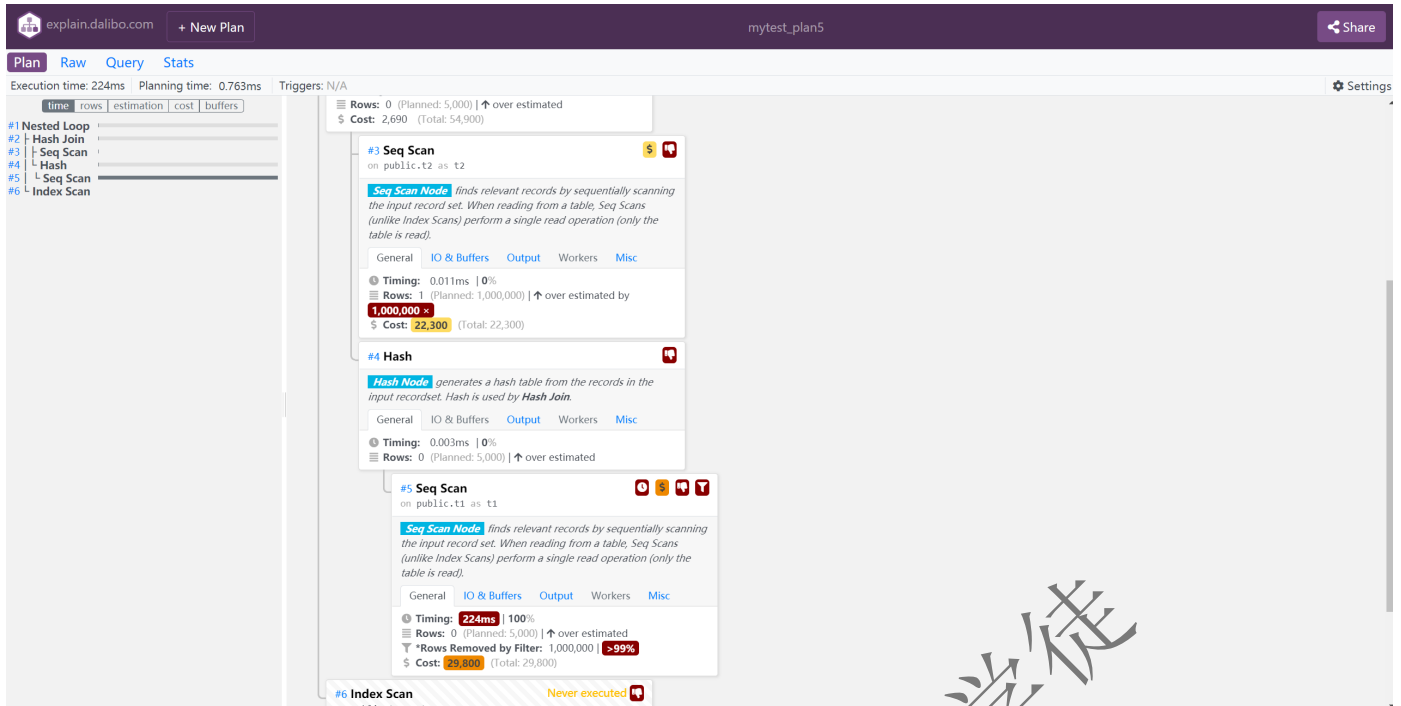 explain.dalibo.com + New Plan mytest_plan5 Share
Plan Raw Query Stats
Execution time: 224ms Planning time: 0.763ms Triggers: N/A Settings
time rows estimation cost buffers
#1 Nested Loop
#2 Hash Join
#3 Seq Scan
#4 Hash
#5 Seq Scan
#6 Index Scan
Rows: 0 (Planned: 5,000) | over estimated
$ Cost: 2,690 (Total: 54,900)
#3 Seq Scan $
on public.t2 as t2
Seq Scan Node finds relevant records by sequentially scanning
the input record set. When reading from a table, Seq Scans
(unlike Index Scans) perform a single read operation (only the
table is read).
General IO & Buffers Output Workers Misc
Timing: 0.011ms | 0%
Rows: 1 (Planned: 1,000,000) | over estimated by
1,000,000 ×
$ Cost: 22,300 (Total: 22,300)
#4 Hash
Hash Node generates a hash table from the records in the
input recordset. Hash is used by Hash Join.
General IO & Buffers Output Workers Misc
Timing: 0.003ms | 0%
Rows: 0 (Planned: 5,000) | over estimated
#5 Seq Scan $
on public.t1 as t1
Seq Scan Node finds relevant records by sequentially scanning
the input record set. When reading from a table, Seq Scans
(unlike Index Scans) perform a single read operation (only the
table is read).
General IO & Buffers Output Workers Misc
Timing: 224ms | 100%
Rows: 0 (Planned: 5,000) | over estimated
*Rows Removed by Filter: 1,000,000 | >99%
$ Cost: 29,800 (Total: 29,800)
#6 Index Scan Never executed